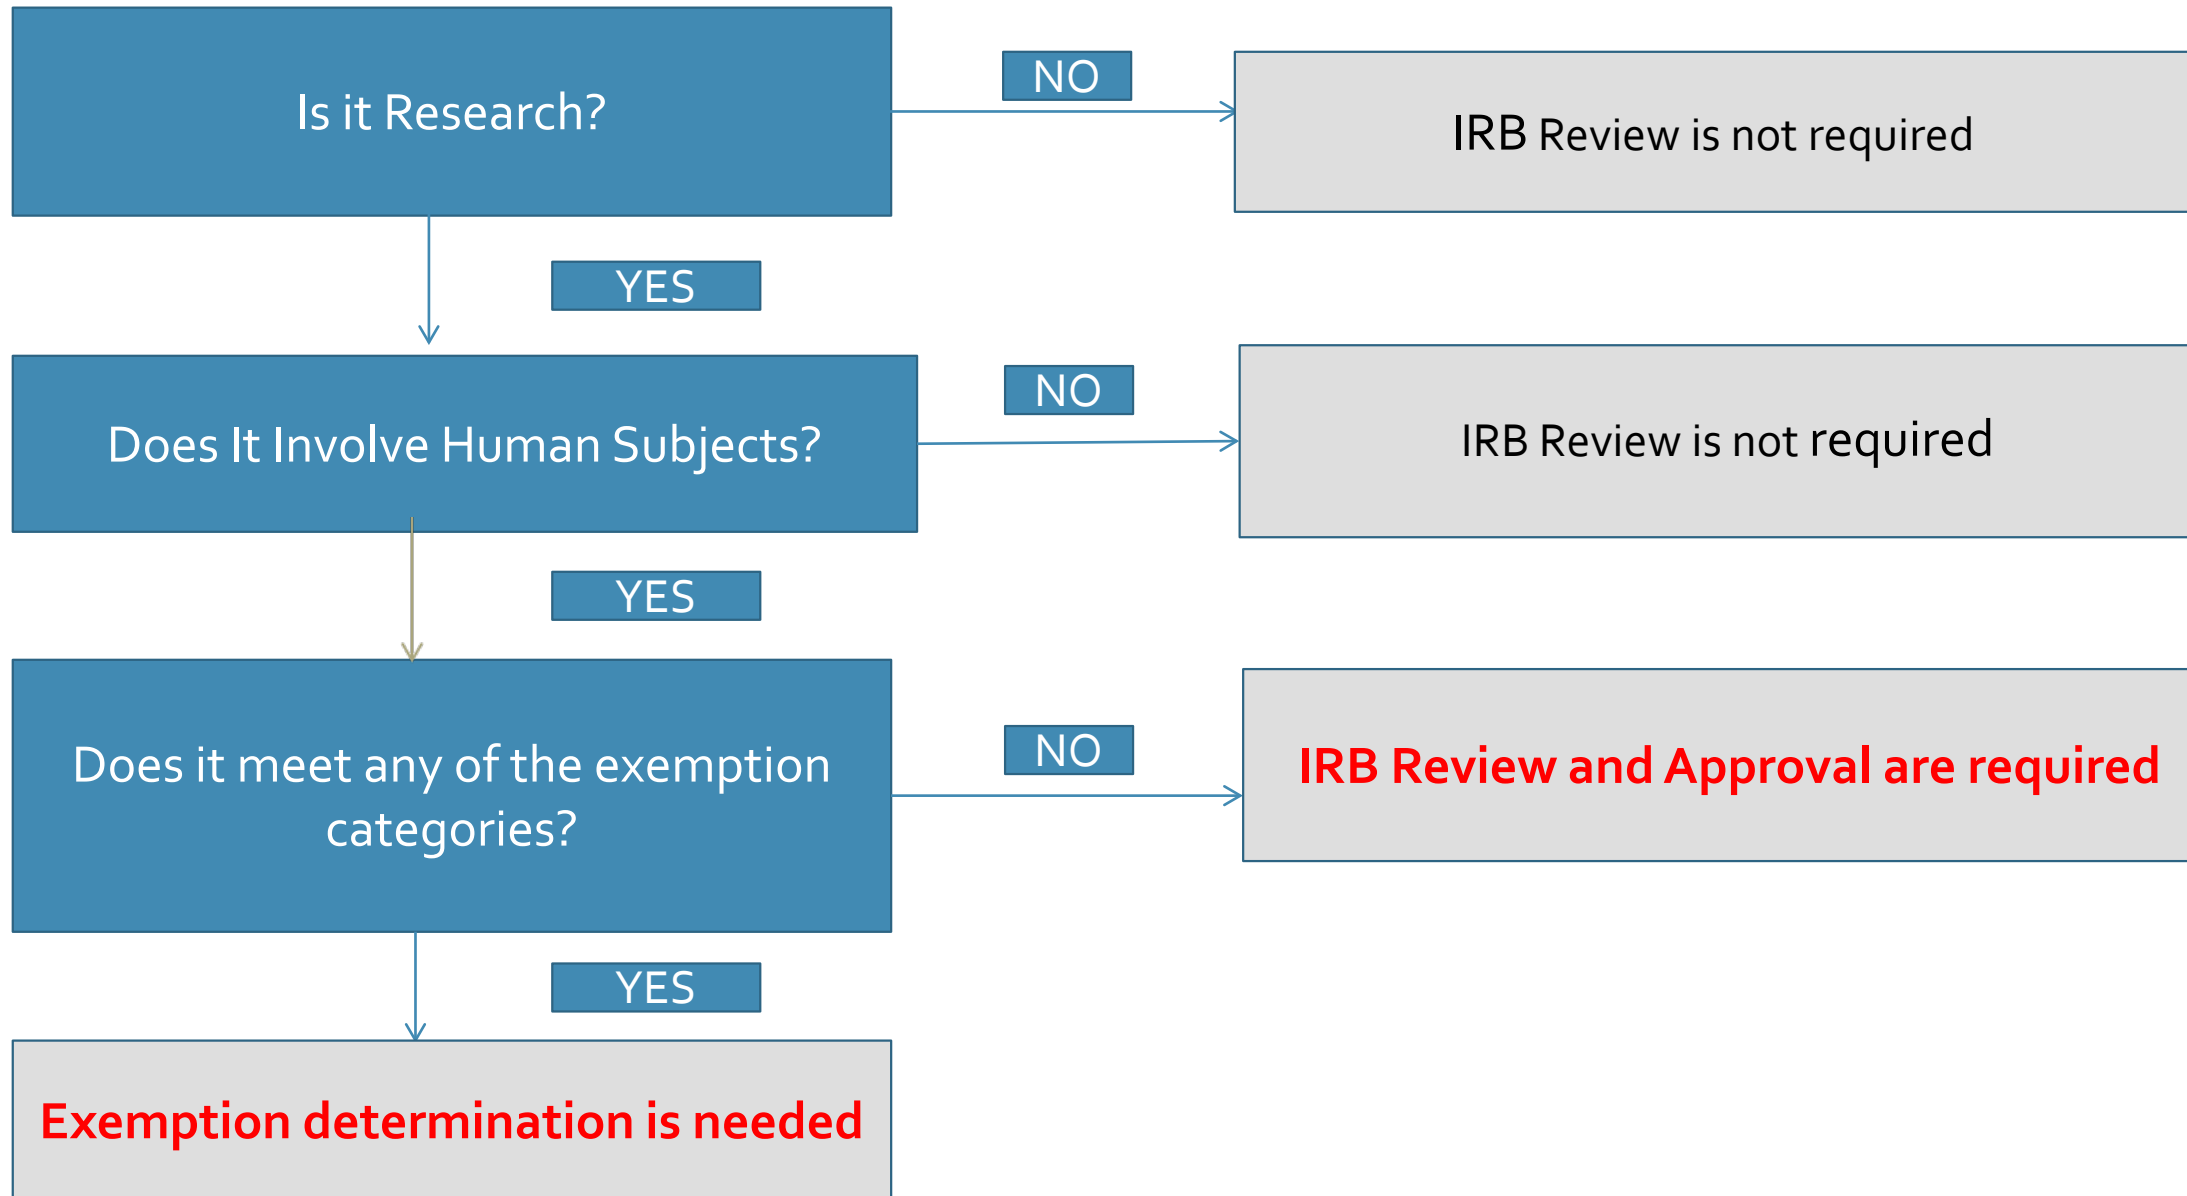 Is it Research?
NO
IRB Review is not required
YES
Does It Involve Human Subjects?
NO
IRB Review is not required
YES
Does it meet any of the exemption
categories?
NO
IRB Review and Approval are required
YES
Exemption determination is needed